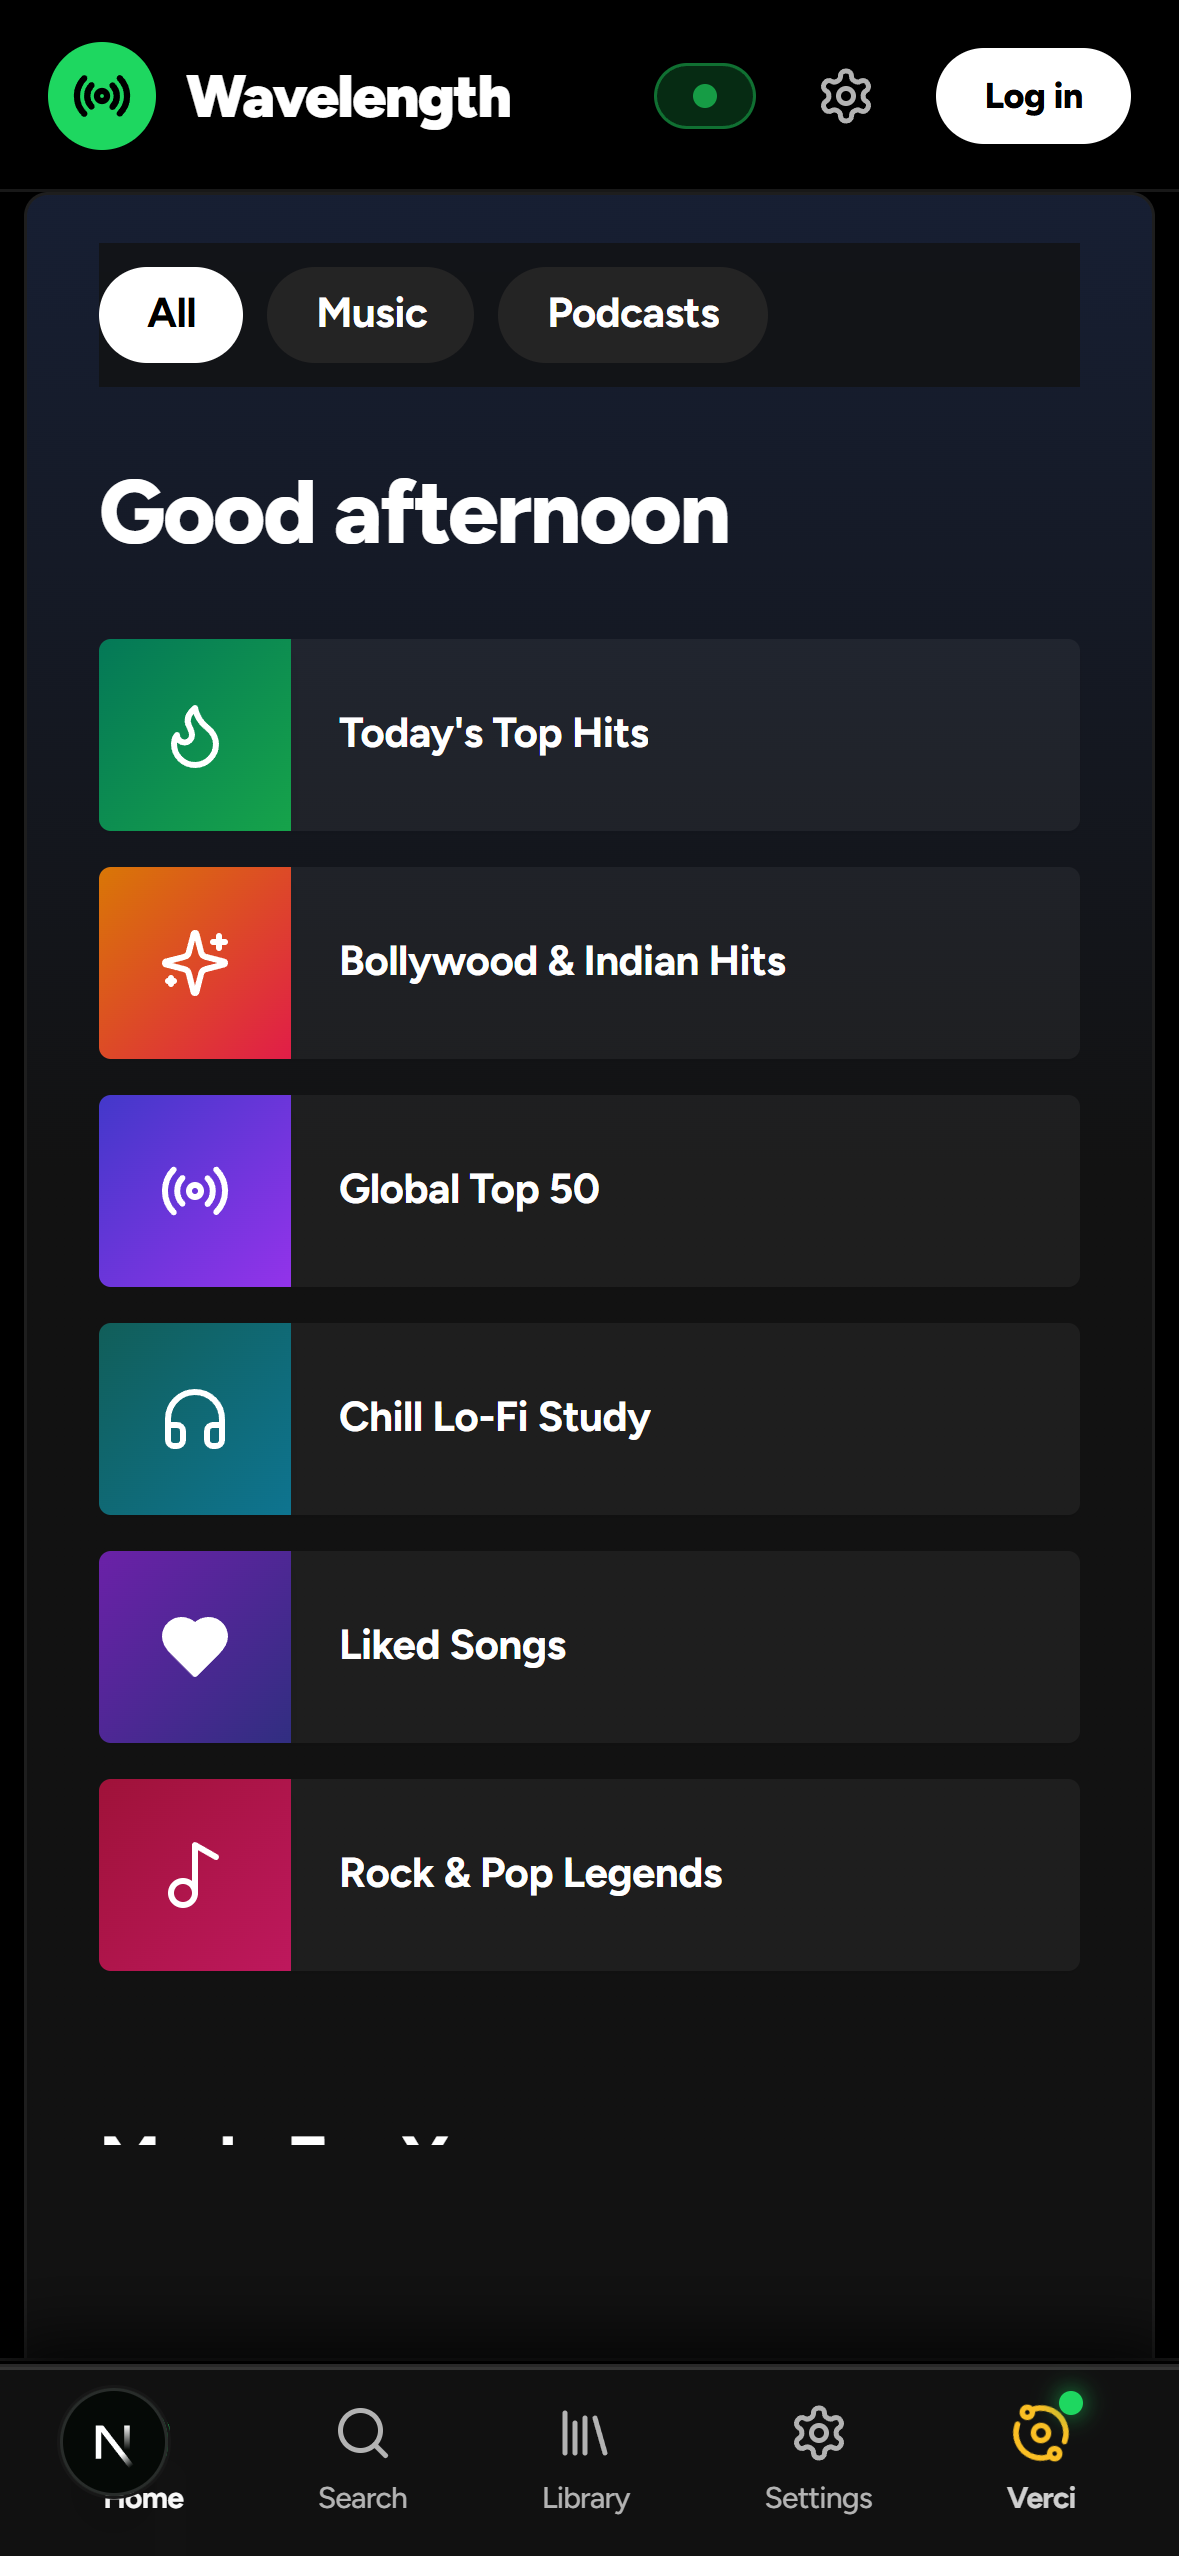 Wavelength
Log in
All
Music
Podcasts
Good afternoon
Today's Top Hits
Bollywood & Indian Hits
Global Top 50
Chill Lo-Fi Study
Liked Songs
Rock & Pop Legends
N
Home
Search
Library
Settings
Verci